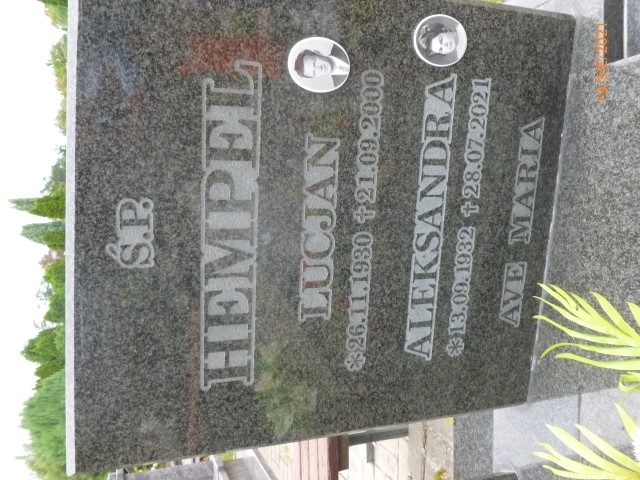 Ś.P.
HEMPEL
LUCJAN
*26.11.1930 †21.09.2000
ALEKSANDRA
*13.09.1932 †28.07.2021
AVE MARIA